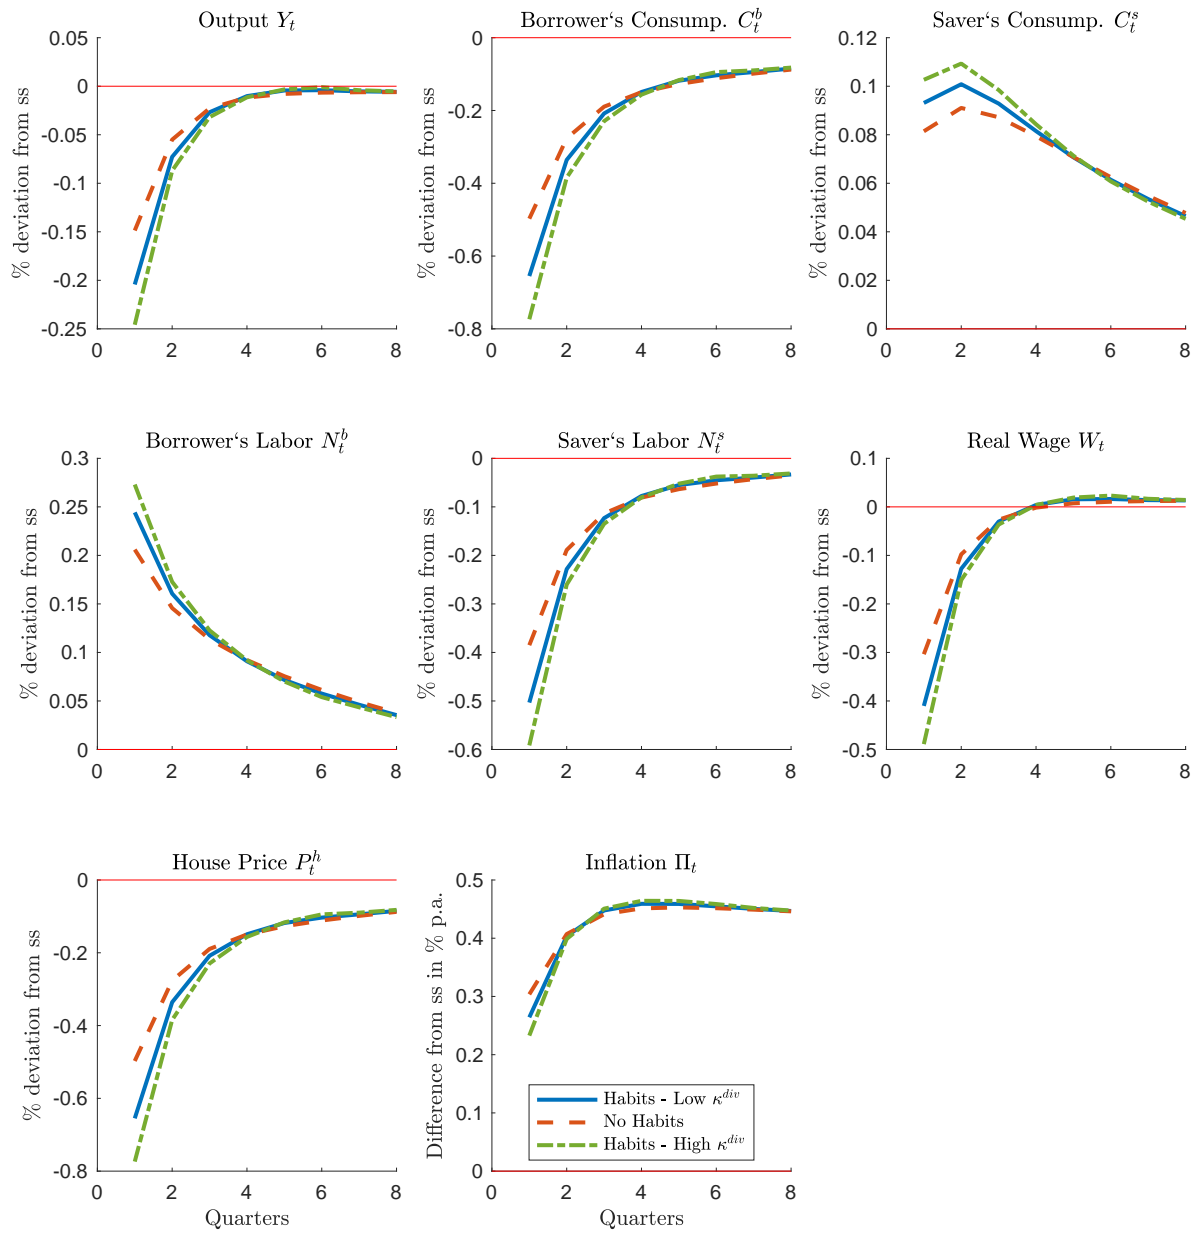 Output Y_t
% deviation from ss
0.05
0
-0.05
-0.1
-0.15
-0.2
-0.25
0 2 4 6 8
Borrower‘s Consump. C_t^b
% deviation from ss
0
-0.2
-0.4
-0.6
-0.8
0 2 4 6 8
Saver‘s Consump. C_t^s
% deviation from ss
0.12
0.1
0.08
0.06
0.04
0.02
0
0 2 4 6 8
Borrower‘s Labor N_t^b
% deviation from ss
0.3
0.25
0.2
0.15
0.1
0.05
0
0 2 4 6 8
Saver‘s Labor N_t^s
% deviation from ss
0
-0.1
-0.2
-0.3
-0.4
-0.5
-0.6
0 2 4 6 8
Real Wage W_t
% deviation from ss
0.1
0
-0.1
-0.2
-0.3
-0.4
-0.5
0 2 4 6 8
House Price P_t^h
% deviation from ss
0
-0.2
-0.4
-0.6
-0.8
0 2 4 6 8
Quarters
Inflation Π_t
Difference from ss in % p.a.
0.5
0.4
0.3
0.2
0.1
0
0 2 4 6 8
Quarters
Habits - Low κ^{div}
No Habits
Habits - High κ^{div}